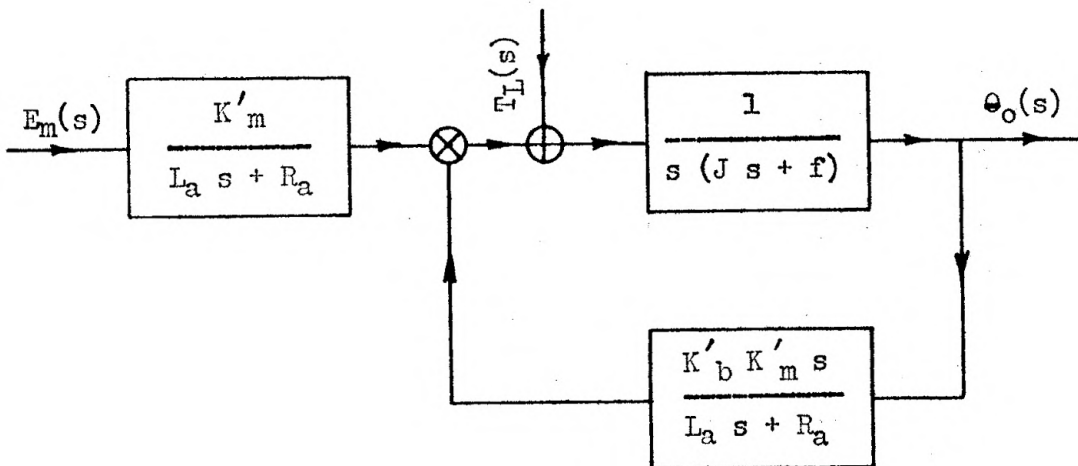 E_m(s)
K'_m
L_a s + R_a
T_L(s)
1
s (J s + f)
θ_o(s)
K'_b K'_m s
L_a s + R_a